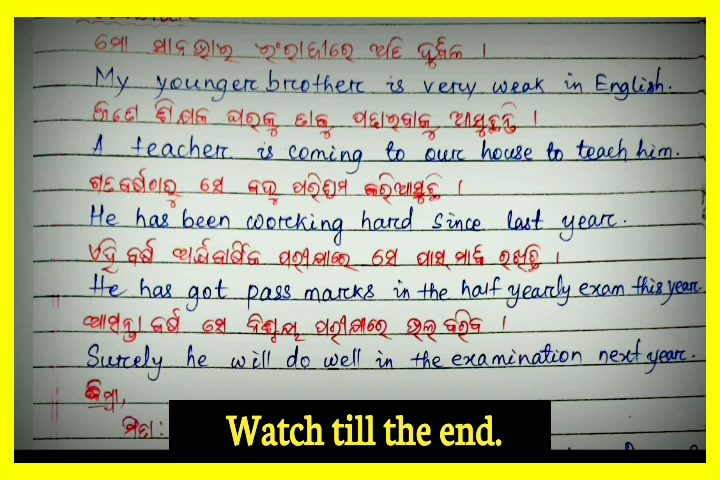 ମୋ ସାନଭାଇ ଇଂରାଜୀରେ ଅତି ଦୁର୍ବଳ ।
My younger brother is very weak in English.
ଜଣେ ଶିକ୍ଷକ ଘରକୁ ତାକୁ ପଢାଇବାକୁ ଆସୁଛନ୍ତି ।
A teacher is coming to our house to teach him.
ଗତବର୍ଷଠାରୁ ସେ ବହୁ ପରିଶ୍ରମ କରିଆସୁଛି ।
He has been working hard since last year.
ଏହି ବର୍ଷ ଅର୍ଦ୍ଧବାର୍ଷିକ ପରୀକ୍ଷାରେ ସେ ପାସ୍ ମାର୍କ ରଖିଛି ।
He has got pass marks in the half yearly exam this year.
ଆସନ୍ତା ବର୍ଷ ସେ ନିଶ୍ଚୟ ପରୀକ୍ଷାରେ ଭଲ କରିବ ।
Surely he will do well in the examination next year.
କିମ୍ବା,
Watch till the end.